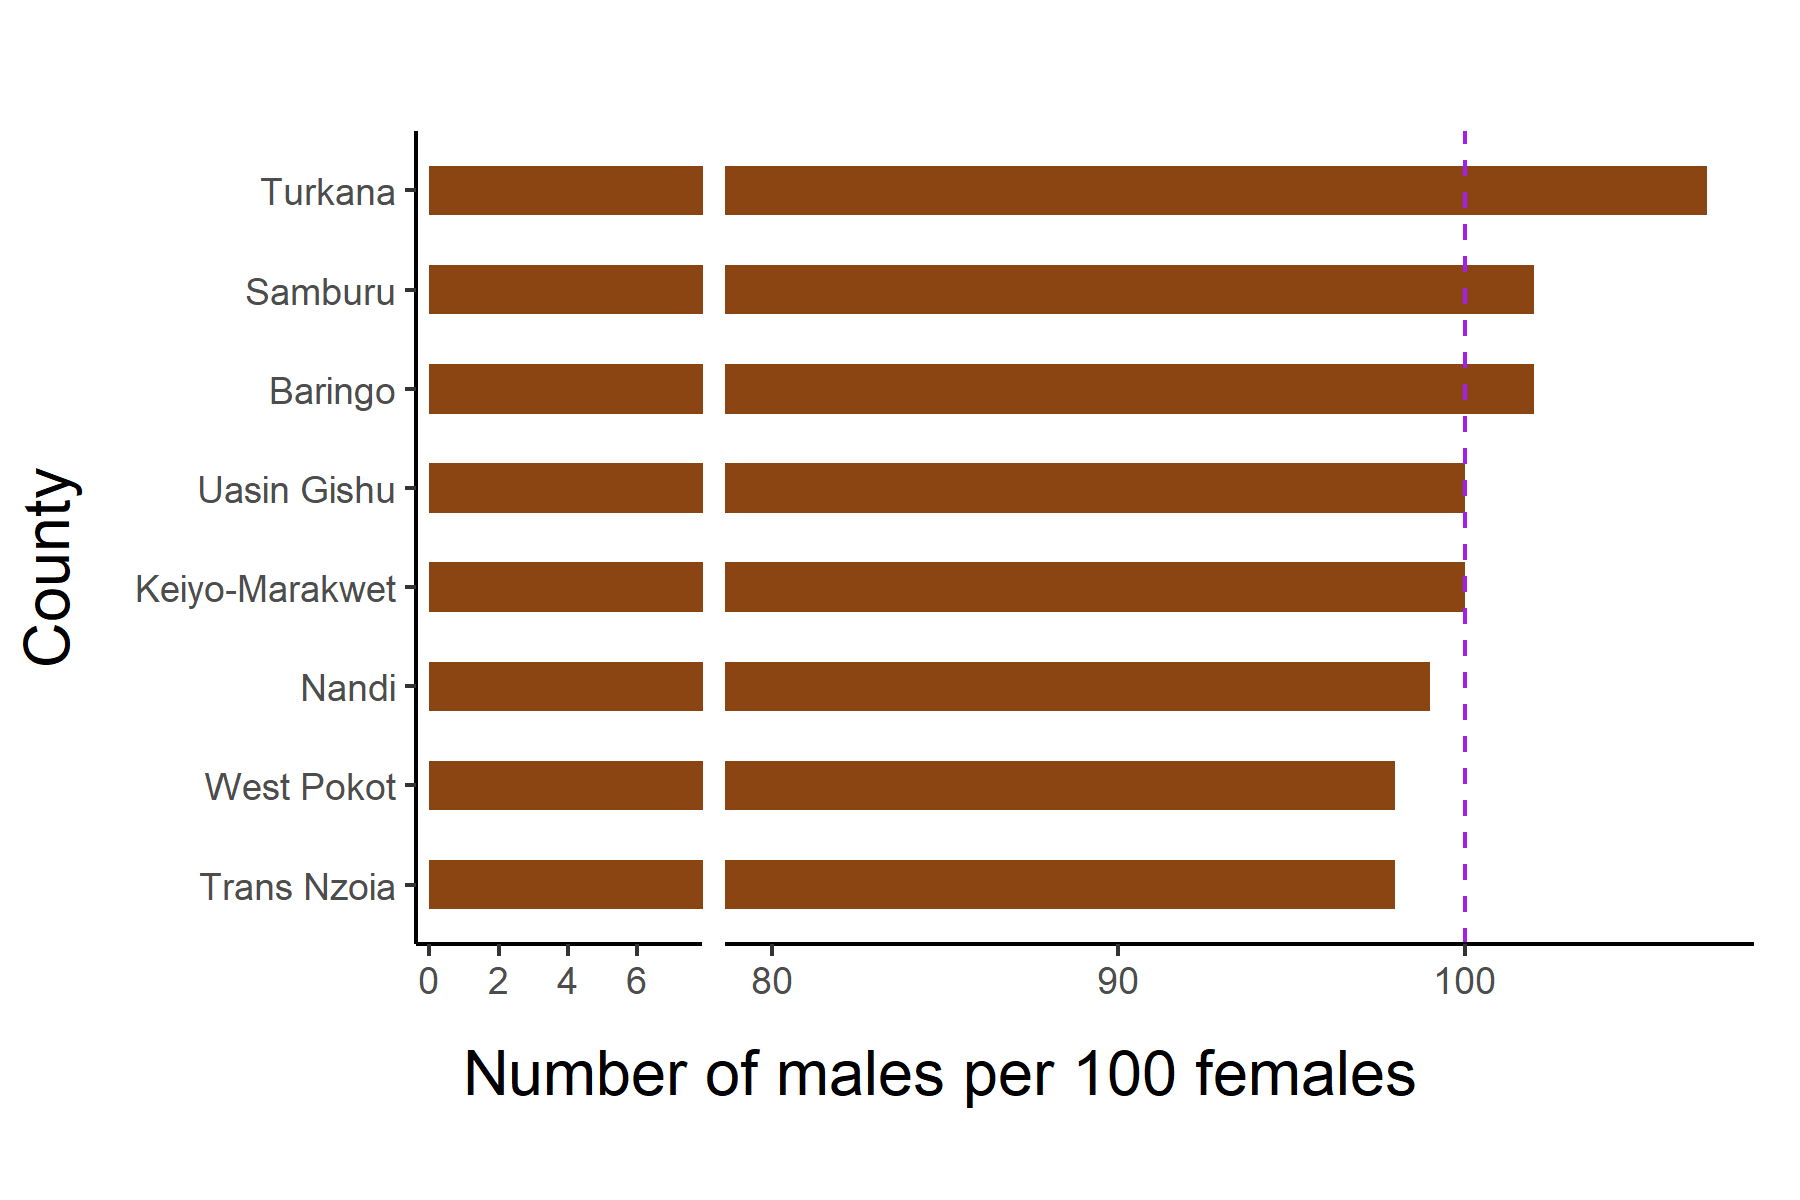 Turkana
Samburu
Baringo
Uasin Gishu
Keiyo-Marakwet
Nandi
West Pokot
Trans Nzoia
County
0 2 4 6 80 90 100
Number of males per 100 females